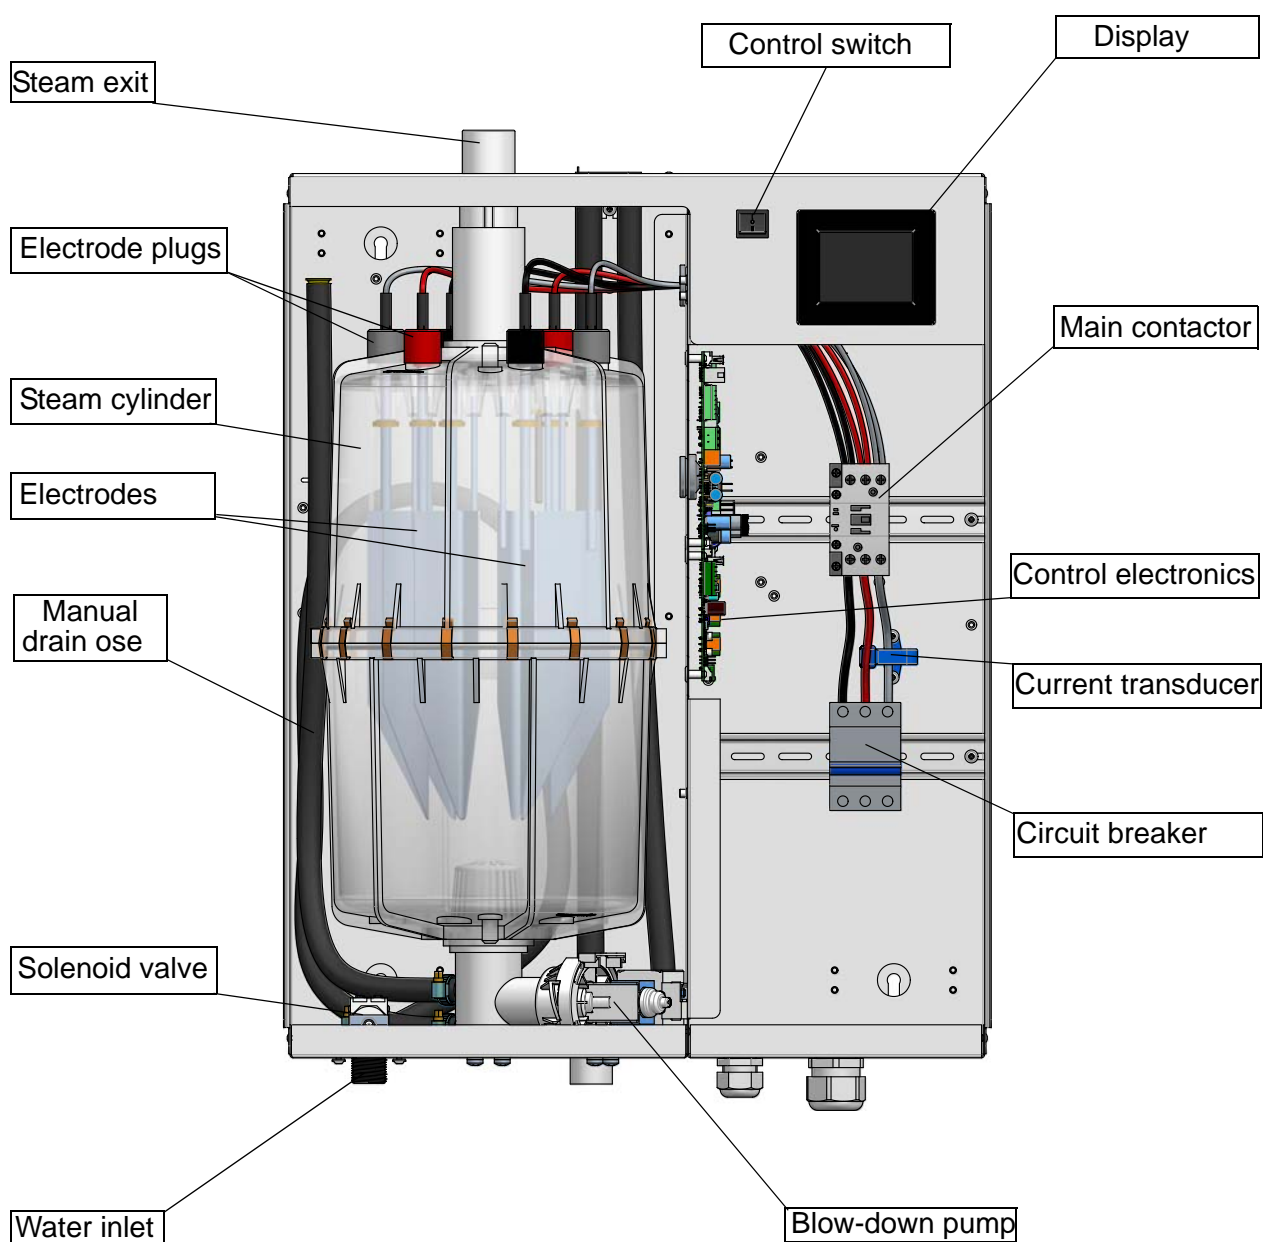 Control switch
Display
Steam exit
Electrode plugs
Main contactor
Steam cylinder
Electrodes
Control electronics
Manual
drain ose
Current transducer
Circuit breaker
Solenoid valve
Water inlet
Blow-down pump